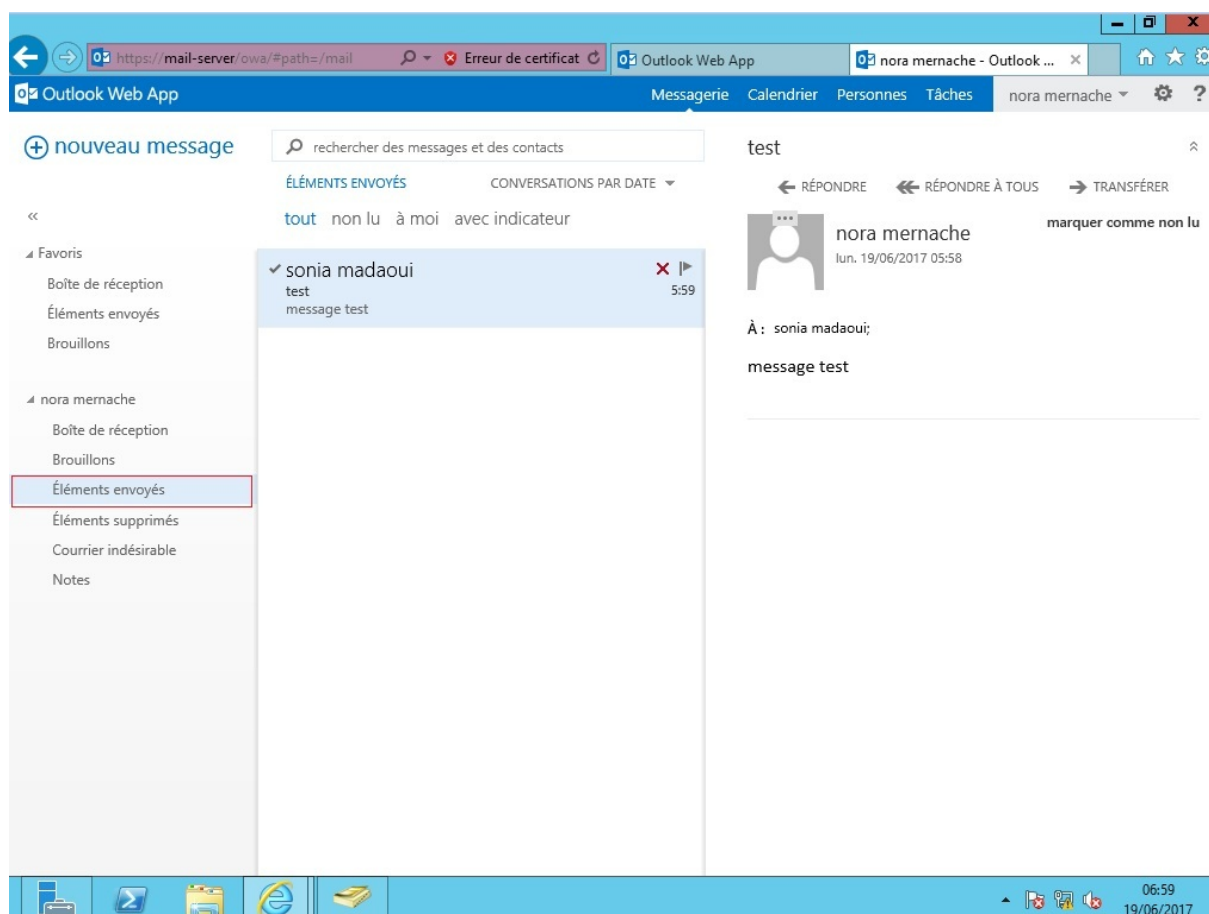 https://mail-server/owa/#path=/mail
Erreur de certificat
Outlook Web App
nora mernache - Outlook ...
Outlook Web App
Messagerie
Calendrier
Personnes
Tâches
nora mernache
?
nouveau message
«
Favoris
Boîte de réception
Éléments envoyés
Brouillons
nora mernache
Boîte de réception
Brouillons
Éléments envoyés
Éléments supprimés
Courrier indésirable
Notes
rechercher des messages et des contacts
ÉLÉMENTS ENVOYÉS
CONVERSATIONS PAR DATE
tout non lu à moi avec indicateur
sonia madaoui
test
5:59
message test
test
RÉPONDRE
RÉPONDRE À TOUS
TRANSFÉRER
nora mernache
marquer comme non lu
lun. 19/06/2017 05:58
À : sonia madaoui;
message test
06:59
19/06/2017